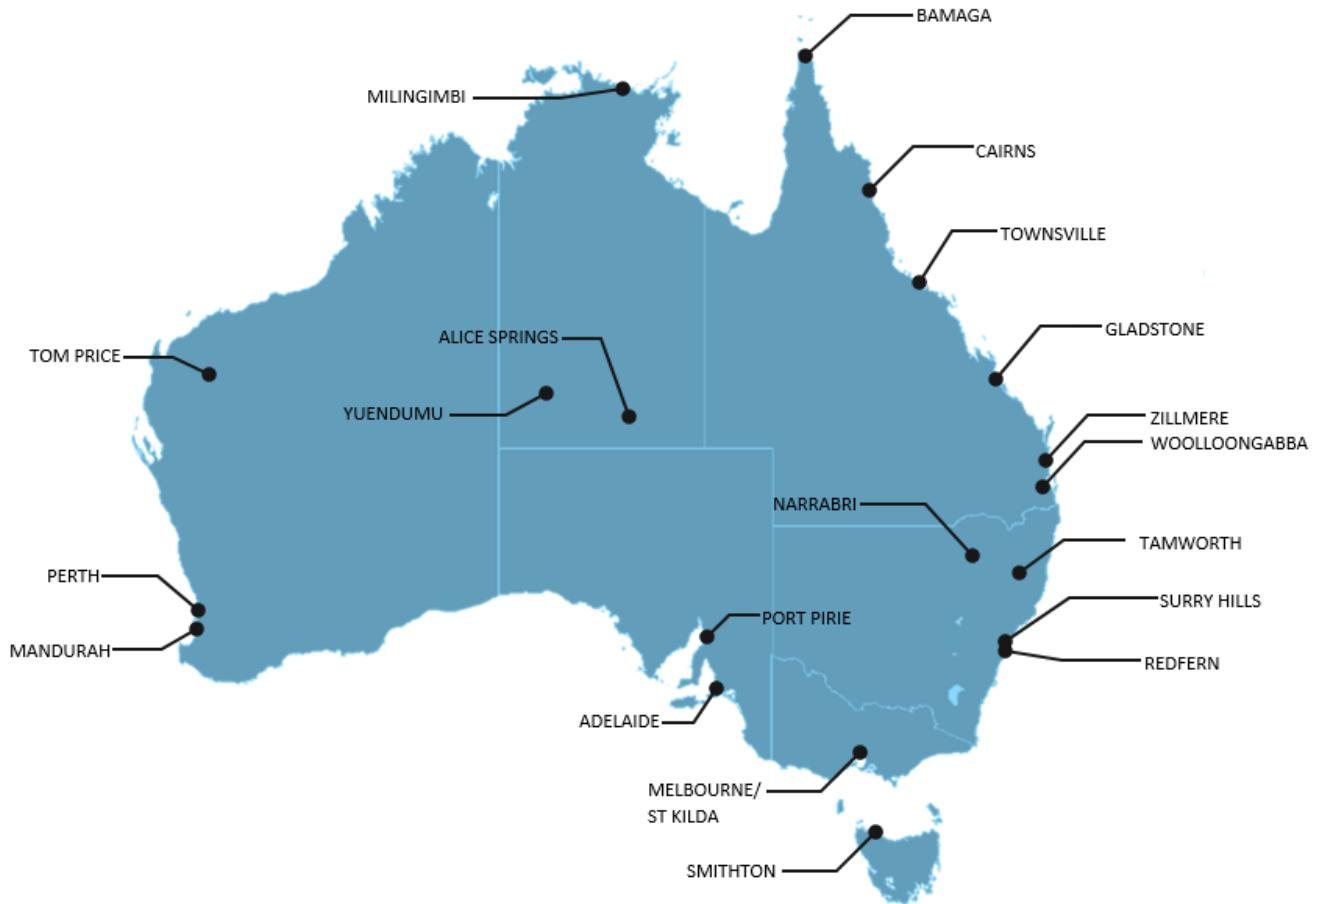 BAMAGA
MILINGIMBI
CAIRNS
TOWNSVILLE
GLADSTONE
ALICE SPRINGS
TOM PRICE
YUENDUMU
ZILLMERE
WOOLLOONGABBA
NARRABRI
TAMWORTH
PERTH
SURRY HILLS
PORT PIRIE
MANDURAH
REDFERN
ADELAIDE
MELBOURNE/
ST KILDA
SMITHTON